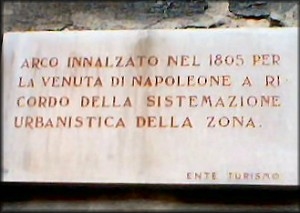 ARCO INNALZATO NEL 1805 PER
LA VENUTA DI NAPOLEONE A RI
CORDO DELLA SISTEMAZIONE
URBANISTICA DELLA ZONA.
ENTE TURISMO